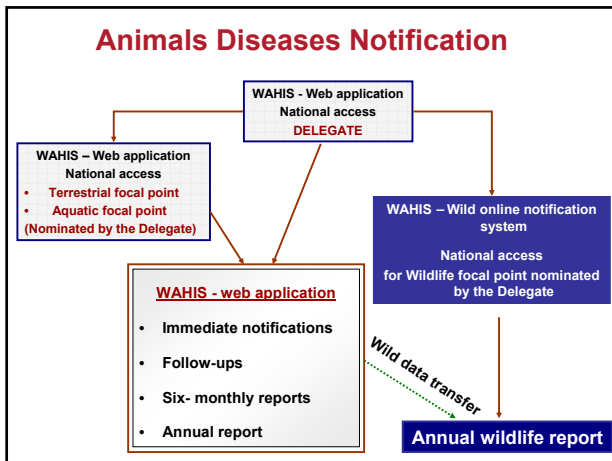 Animals Diseases Notification
WAHIS - Web application
National access
DELEGATE
WAHIS – Web application
National access
• Terrestrial focal point
• Aquatic focal point
(Nominated by the Delegate)
WAHIS – Wild online notification
system
National access
for Wildlife focal point nominated
by the Delegate
WAHIS - web application
• Immediate notifications
• Follow-ups
• Six- monthly reports
• Annual report
Wild data transfer
Annual wildlife report